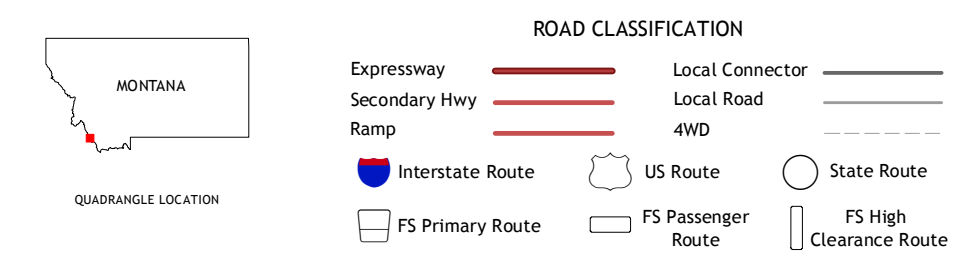 MONTANA
QUADRANGLE LOCATION
ROAD CLASSIFICATION
Expressway
Secondary Hwy
Ramp
Local Connector
Local Road
4WD
Interstate Route
US Route
State Route
FS Primary Route
FS Passenger
Route
FS High
Clearance Route